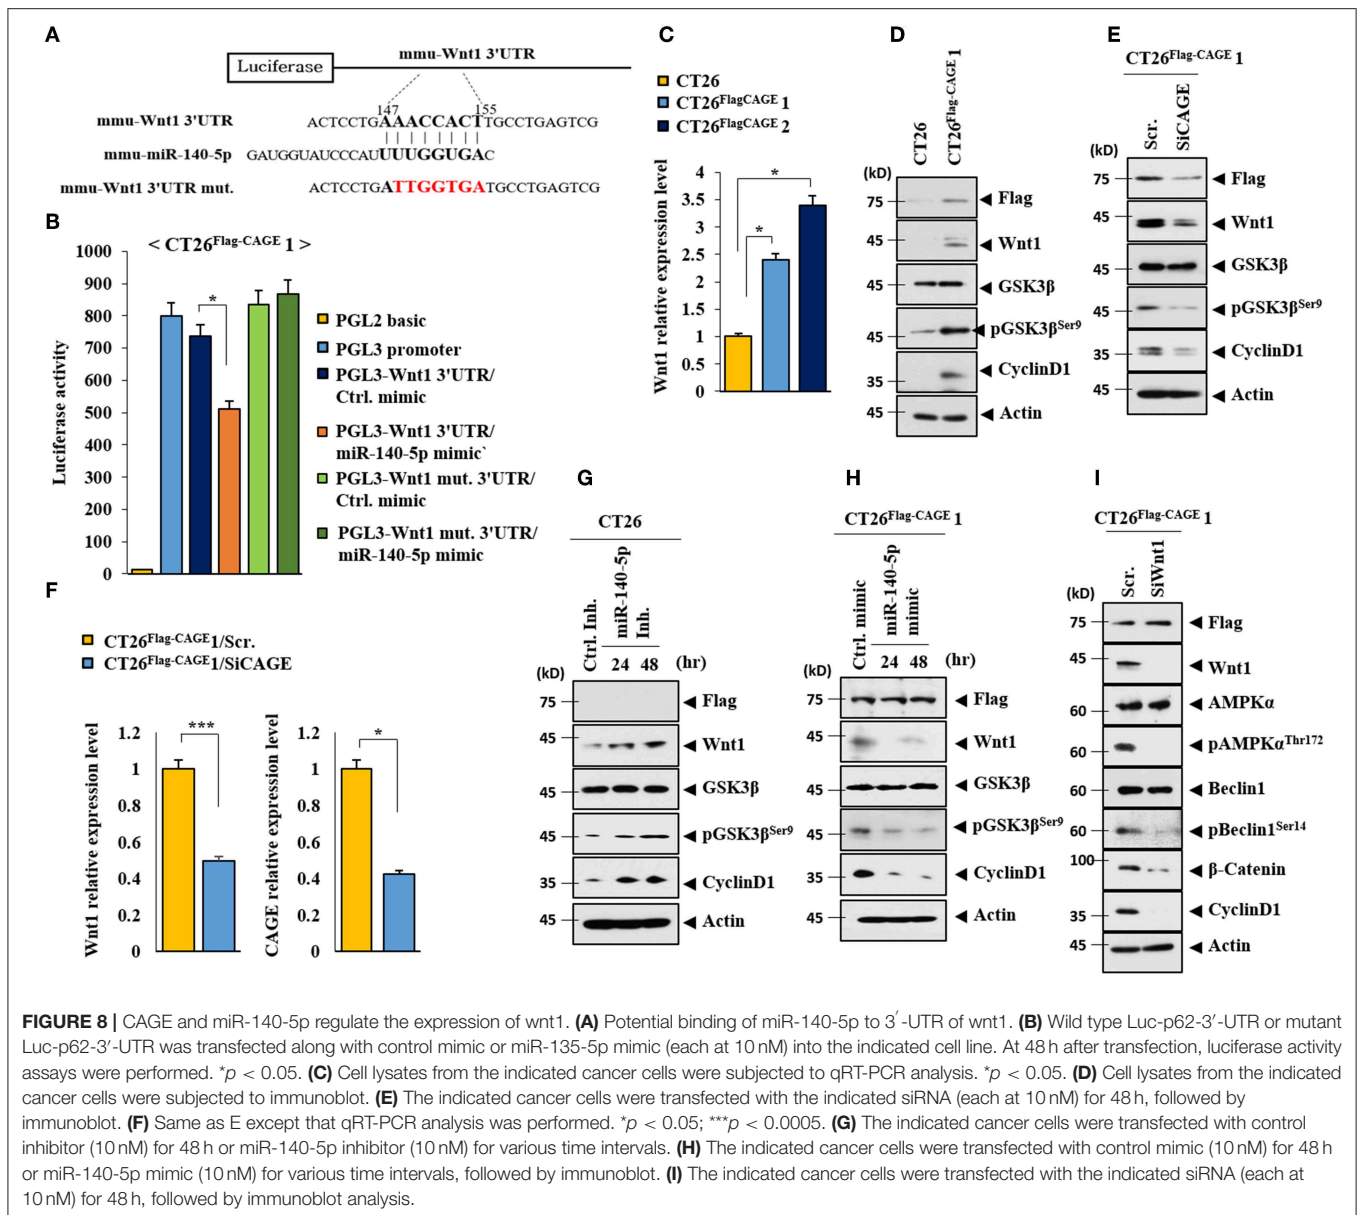 A
Luciferase
mmu-Wnt1 3'UTR
147
155
mmu-Wnt1 3'UTR
ACTCCTGAAACCACTTGCCTGAGTCG
mmu-miR-140-5p
GAUGGUAUCCCAUUUUGGUGAC
mmu-Wnt1 3'UTR mut.
ACTCCTGATTGGTGATGCCTGAGTCG
B
< CT26Flag-CAGE 1 >
Luciferase activity
1000
900
800
700
600
500
400
300
200
100
0
*
PGL2 basic
PGL3 promoter
PGL3-Wnt1 3'UTR/
Ctrl. mimic
PGL3-Wnt1 3'UTR/
miR-140-5p mimic`
PGL3-Wnt1 mut. 3'UTR/
Ctrl. mimic
PGL3-Wnt1 mut. 3'UTR/
miR-140-5p mimic
C
CT26
CT26FlagCAGE 1
CT26FlagCAGE 2
Wnt1 relative expression level
4
3.5
3
2.5
2
1.5
1
0.5
0
*
*
D
CT26
CT26Flag-CAGE 1
(kD)
75
Flag
45
Wnt1
45
GSK3β
45
pGSK3βSer9
35
CyclinD1
45
Actin
E
CT26Flag-CAGE 1
Scr.
SiCAGE
(kD)
75
Flag
45
Wnt1
45
GSK3β
45
pGSK3βSer9
35
CyclinD1
45
Actin
F
CT26Flag-CAGE1/Scr.
CT26Flag-CAGE1/SiCAGE
Wnt1 relative expression level
1.2
1
0.8
0.6
0.4
0.2
0
***
CAGE relative expression level
1.2
1
0.8
0.6
0.4
0.2
0
*
G
CT26
Ctrl. Inh.
miR-140-5p
Inh.
24 48 (hr)
(kD)
75
Flag
45
Wnt1
45
GSK3β
45
pGSK3βSer9
35
CyclinD1
45
Actin
H
CT26Flag-CAGE 1
Ctrl. mimic
miR-140-5p
mimic
24 48 (hr)
(kD)
75
Flag
45
Wnt1
45
GSK3β
45
pGSK3βSer9
35
CyclinD1
45
Actin
I
CT26Flag-CAGE 1
Scr.
SiWnt1
(kD)
75
Flag
45
Wnt1
60
AMPKα
60
pAMPKαThr172
60
Beclin1
60
pBeclin1Ser14
100
β-Catenin
35
CyclinD1
45
Actin
FIGURE 8 | CAGE and miR-140-5p regulate the expression of wnt1. (A) Potential binding of miR-140-5p to 3′-UTR of wnt1. (B) Wild type Luc-p62-3′-UTR or mutant
Luc-p62-3′-UTR was transfected along with control mimic or miR-135-5p mimic (each at 10 nM) into the indicated cell line. At 48 h after transfection, luciferase activity
assays were performed. *p < 0.05. (C) Cell lysates from the indicated cancer cells were subjected to qRT-PCR analysis. *p < 0.05. (D) Cell lysates from the indicated
cancer cells were subjected to immunoblot. (E) The indicated cancer cells were transfected with the indicated siRNA (each at 10 nM) for 48 h, followed by
immunoblot. (F) Same as E except that qRT-PCR analysis was performed. *p < 0.05; ***p < 0.0005. (G) The indicated cancer cells were transfected with control
inhibitor (10 nM) for 48 h or miR-140-5p inhibitor (10 nM) for various time intervals. (H) The indicated cancer cells were transfected with control mimic (10 nM) for 48 h
or miR-140-5p mimic (10 nM) for various time intervals, followed by immunoblot. (I) The indicated cancer cells were transfected with the indicated siRNA (each at
10 nM) for 48 h, followed by immunoblot analysis.